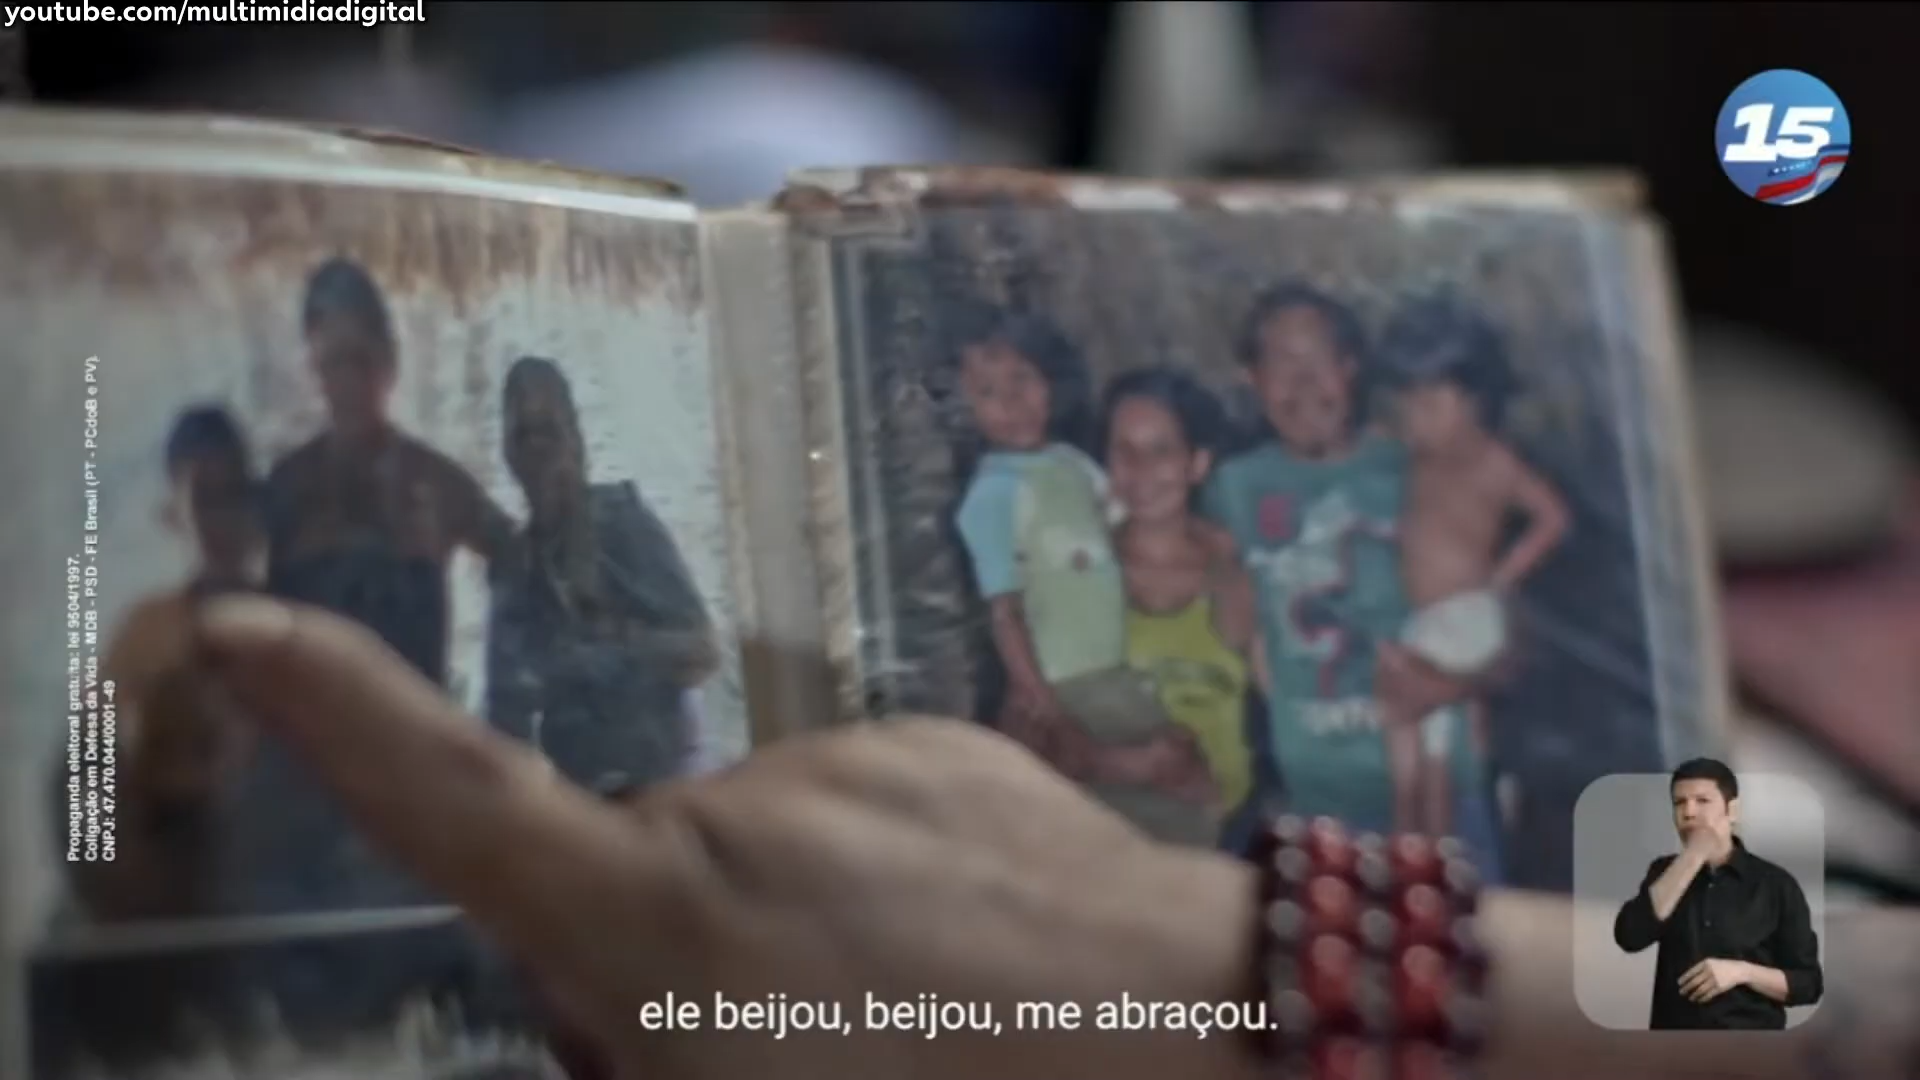 youtube.com/multimidiadigital
15
Propaganda eleitoral gratuita: lei 9504/1997.
Coligação em Defesa da Vida - MDB - PSD - FE Brasil (PT - PCdoB e PV).
CNPJ: 47.470.044/0001-49
ele beijou, beijou, me abraçou.